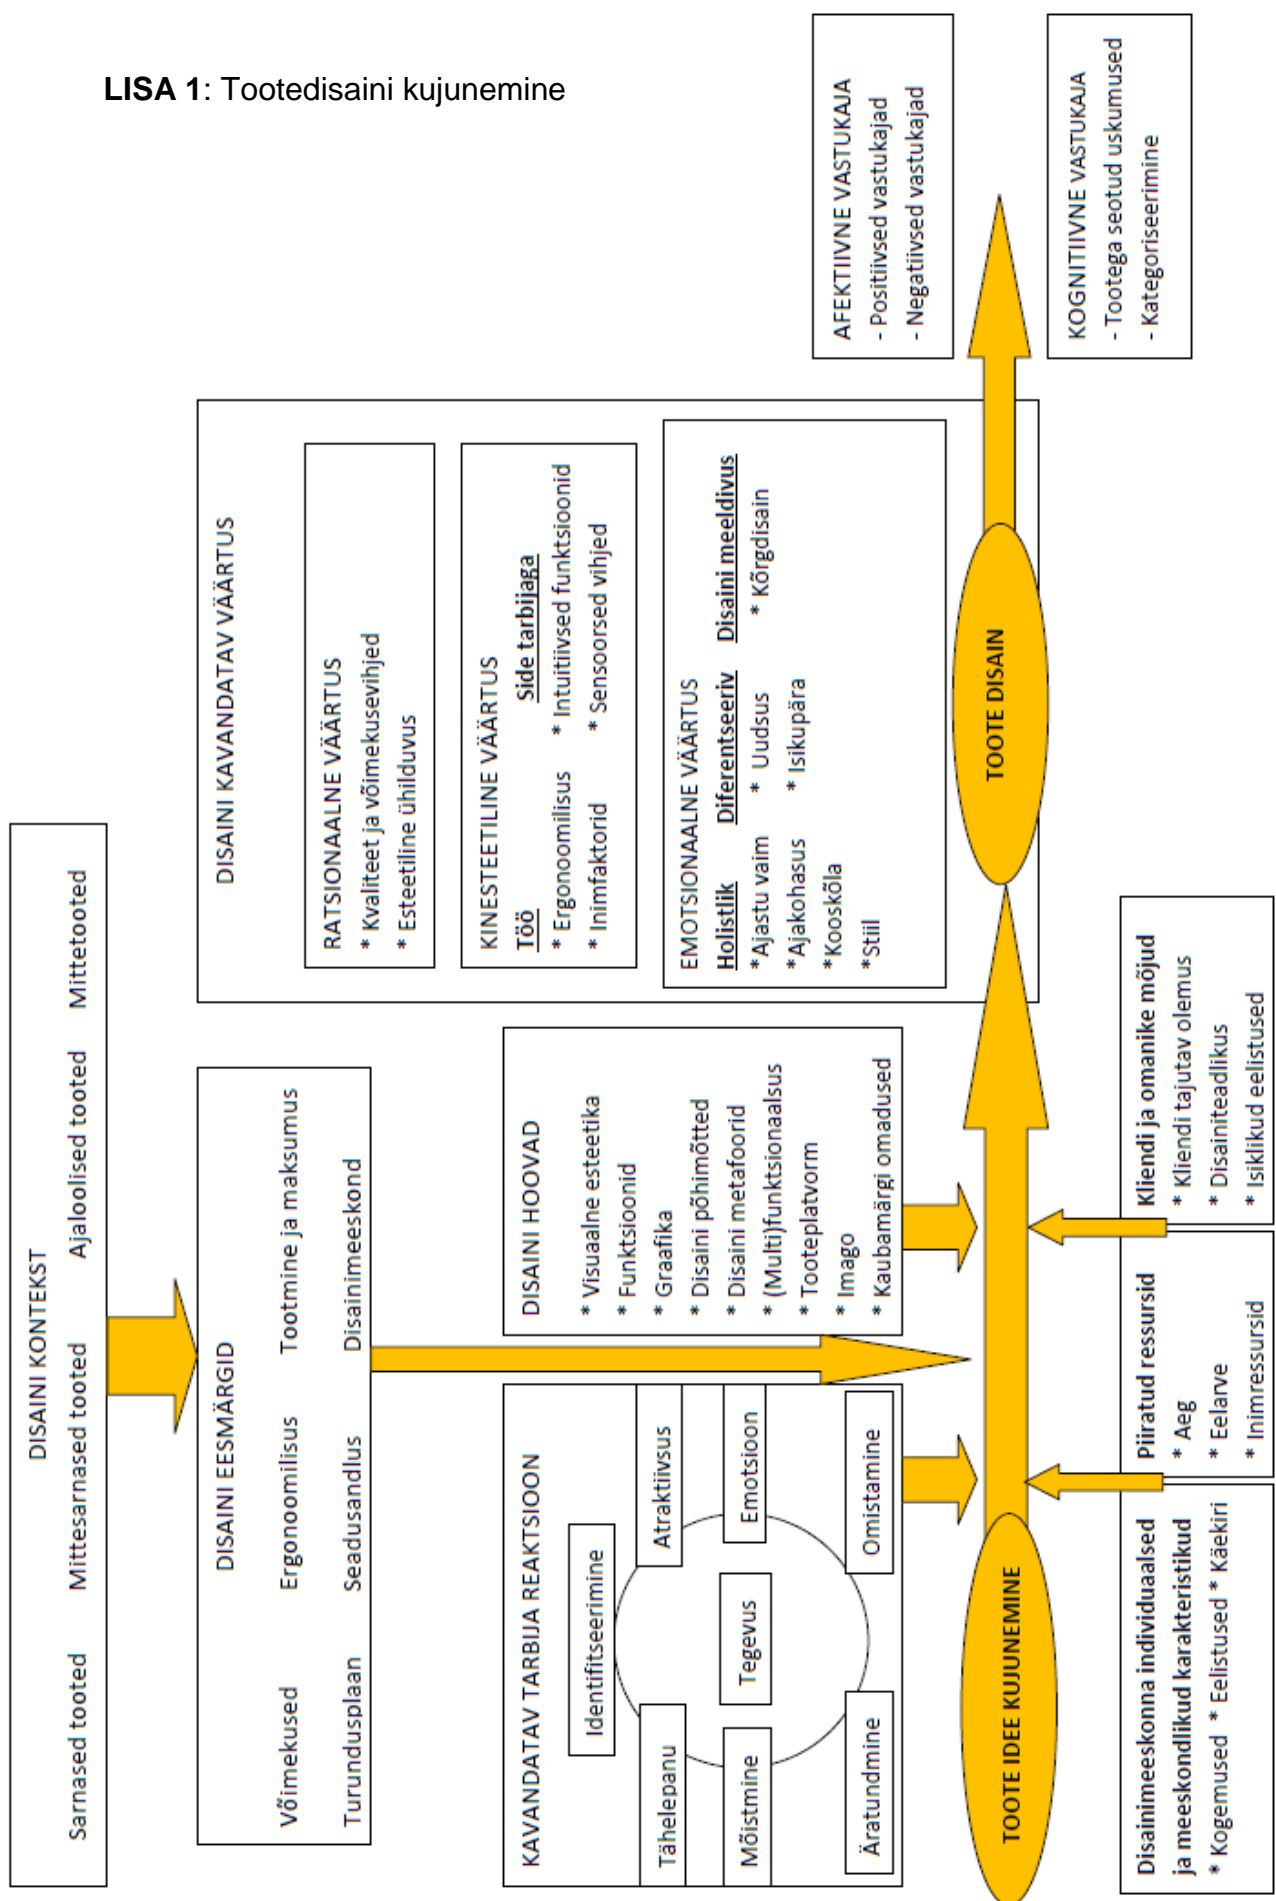 LISA 1: Tootedisaini kujunemine
DISAINI KONTEKST
Sarnased tooted Mittesarnased tooted Ajaloolised tooted Mittetooted
DISAINI EESMÄRGID
Võimekused Ergonoomilisus Tootmine ja maksumus
Turundusplaan Seadusandlus Disainimeeskond
KAVANDATAV TARBIJA REAKTSIOON
Identifitseerimine
Tähelepanu
Atraktiivsus
Mõistmine
Tegevus
Emotsioon
Äratundmine
Omistamine
DISAINI HOOVAD
* Visuaalne esteetika
* Funktsioonid
* Graafika
* Disaini põhimõtted
* Disaini metafoorid
* (Multi)funktsionaalsus
* Tooteplatvorm
* Imago
* Kaubamärgi omadused
DISAINI KAVANDATAV VÄÄRTUS
RATSIONAALNE VÄÄRTUS
* Kvaliteet ja võimekusevihjed
* Esteetiline ühilduvus
KINESTEETILINE VÄÄRTUS
Töö Side tarbijaga
* Ergonoomilisus * Intuitiivsed funktsioonid
* Inimfaktorid * Sensoorsed vihjed
EMOTSIONAALNE VÄÄRTUS
Holistlik Diferentseeriv Disaini meeldivus
*Ajastu vaim * Uudsus * Kõrgdisain
*Ajakohasus * Isikupära
*Kooskõla
*Stiil
TOOTE IDEE KUJUNEMINE
TOOTE DISAIN
AFEKTIIVNE VASTUKAJA
- Positiivsed vastukajad
- Negatiivsed vastukajad
KOGNITIIVNE VASTUKAJA
- Tootega seotud uskumused
- Kategoriseerimine
Disainimeeskonna individuaalsed
ja meeskondlikud karakteristikud
* Kogemused * Eelistused * Käekiri
Piiratud ressursid
* Aeg
* Eelarve
* Inimressursid
Kliendi ja omanike mõjud
* Kliendi tajutav olemus
* Disainiteadlikus
* Isiklikud eelistused